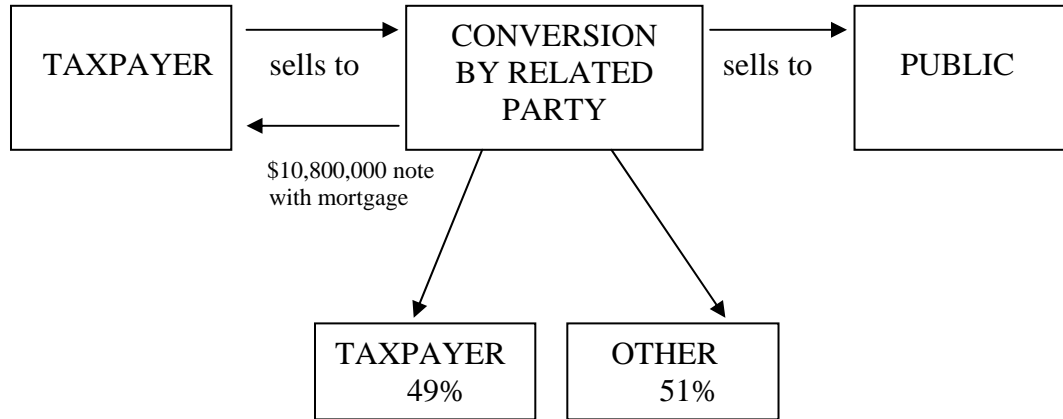 TAXPAYER
sells to
CONVERSION
BY RELATED
PARTY
sells to
PUBLIC
$10,800,000 note
with mortgage
TAXPAYER
49%
OTHER
51%